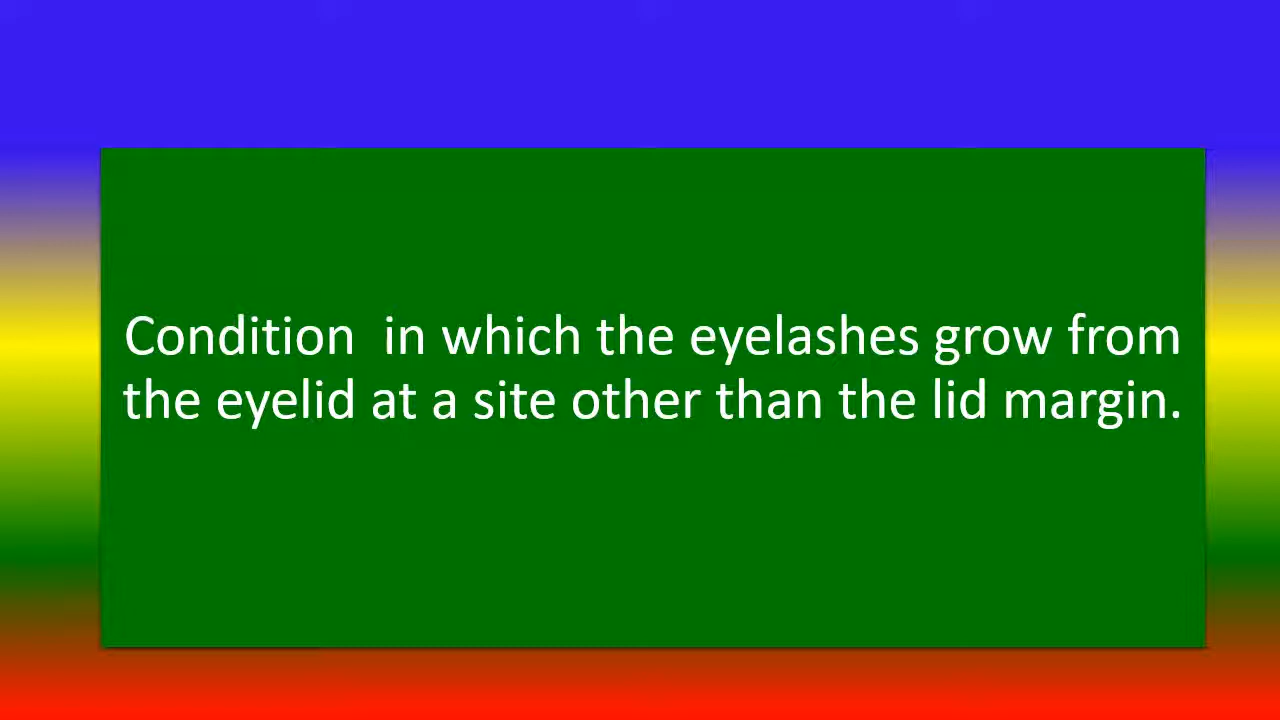 Condition  in which the eyelashes grow from
the eyelid at a site other than the lid margin.